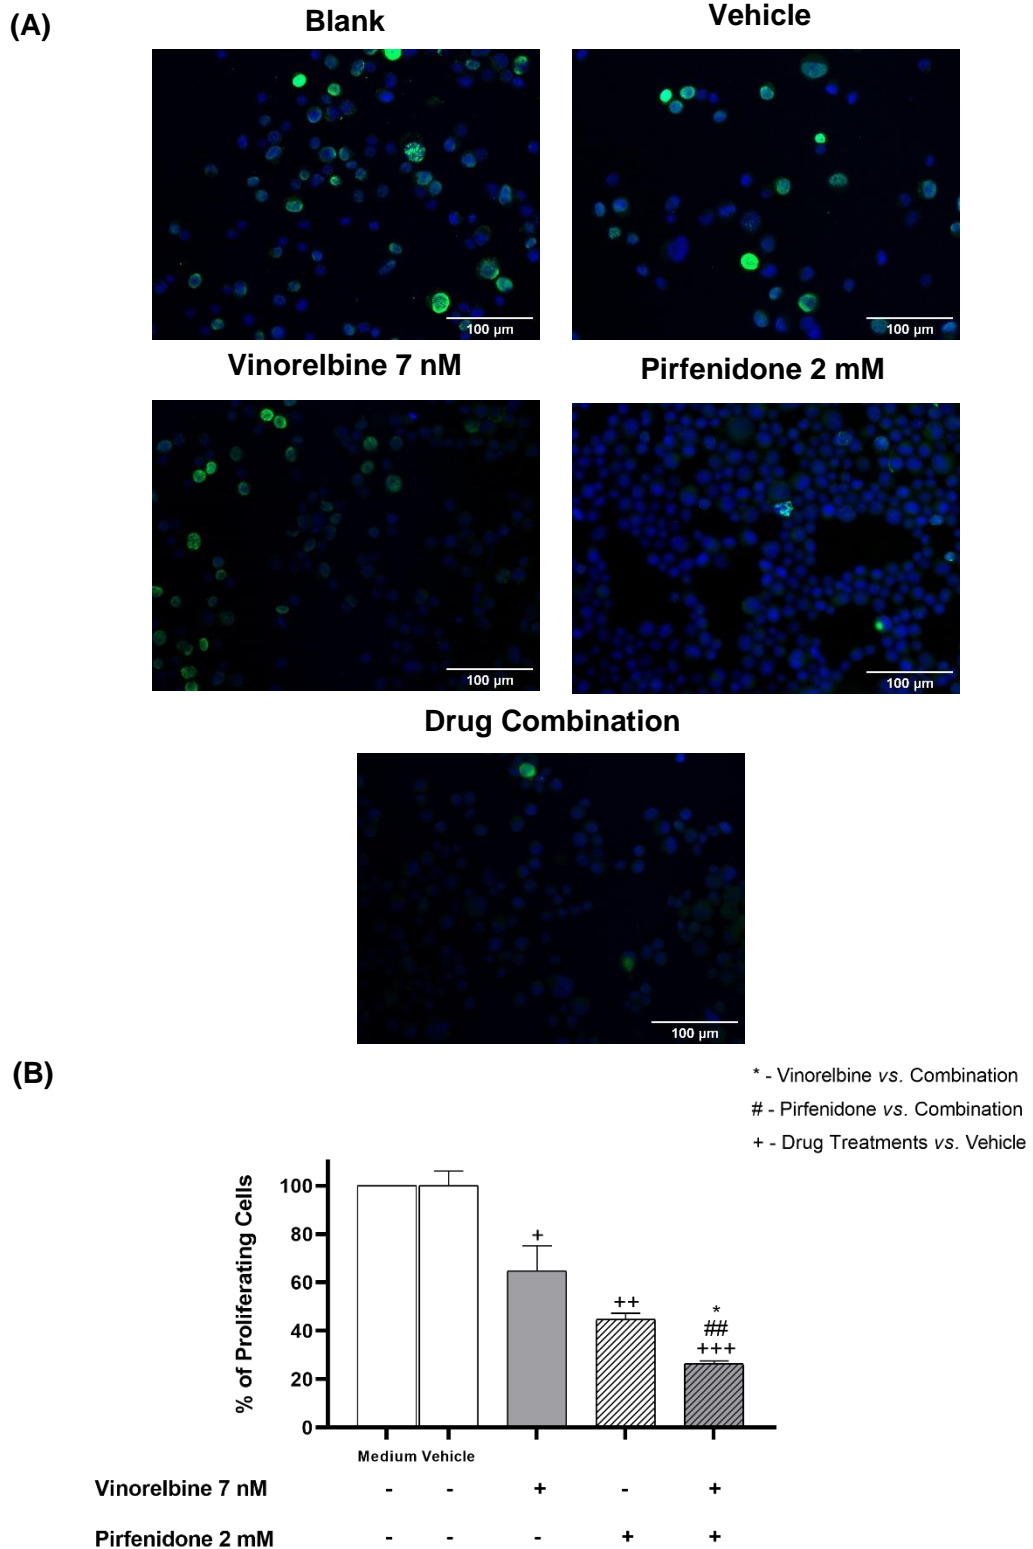 (A)
Blank
Vehicle
100 µm
100 µm
Vinorelbine 7 nM
Pirfenidone 2 mM
100 µm
100 µm
Drug Combination
100 µm
(B)
* - Vinorelbine vs. Combination
# - Pirfenidone vs. Combination
+ - Drug Treatments vs. Vehicle
% of Proliferating Cells
100
80
60
40
20
0
+
++
*
##
+++
Medium Vehicle
Vinorelbine 7 nM - - + - +
Pirfenidone 2 mM - - - + +